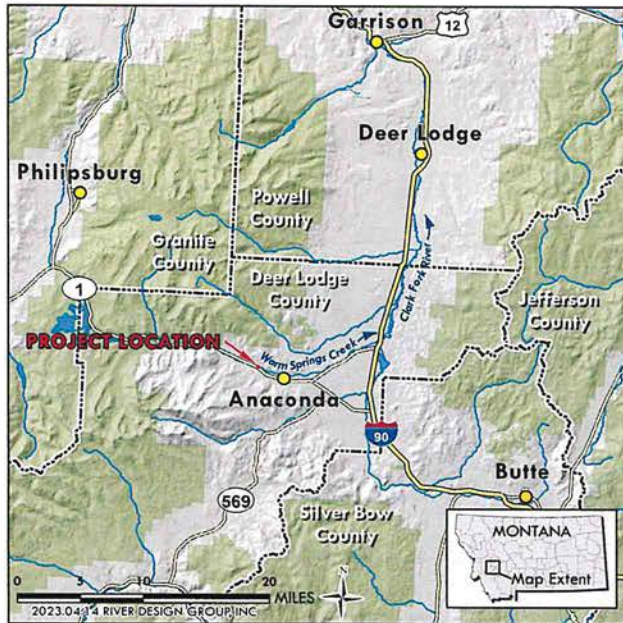 Garrison
12
Deer Lodge
Philipsburg
Powell
County
Granite
County
Clark Fork River
Deer Lodge
County
Jefferson
County
1
PROJECT LOCATION
Warm Springs Creek
Anaconda
90
Butte
569
Silver Bow
County
MONTANA
Map Extent
N
0 5 10 20
MILES
2023.04.14 RIVER DESIGN GROUP, INC